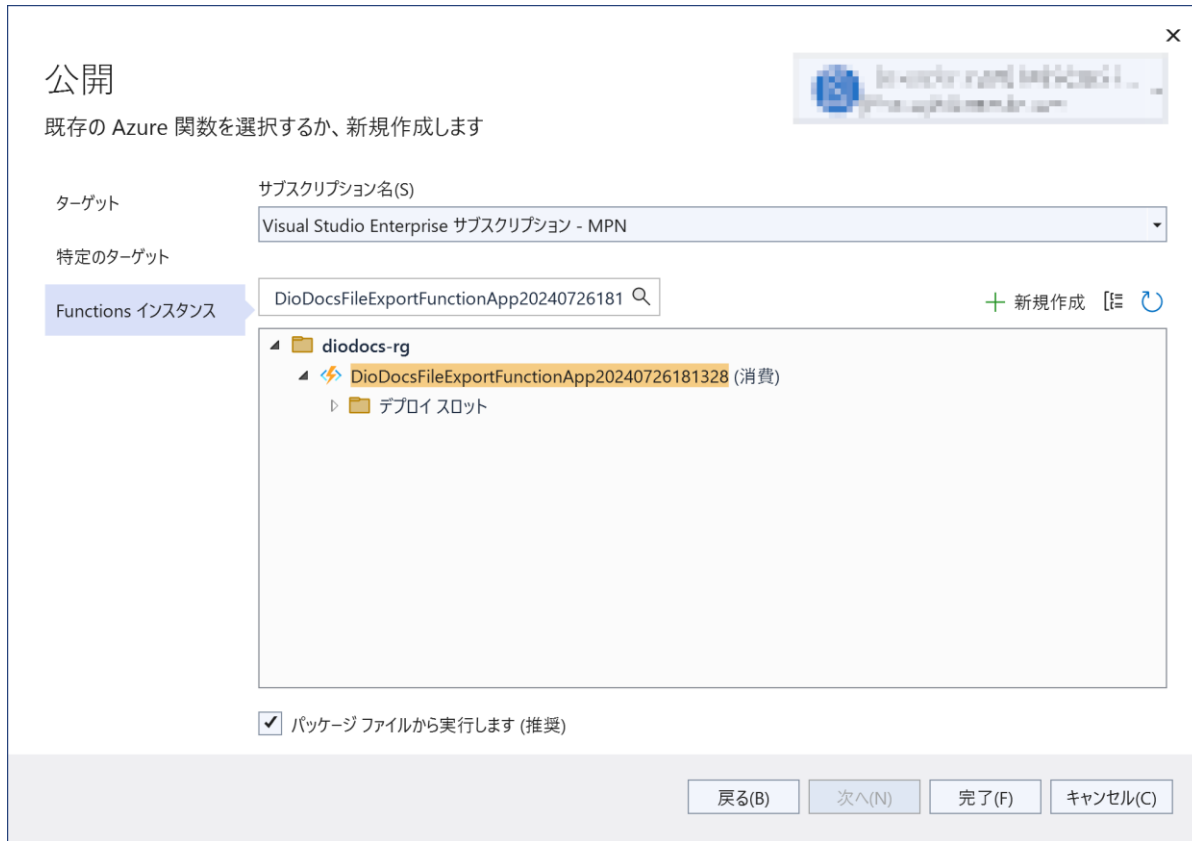 公開
既存の Azure 関数を選択するか、新規作成します
ターゲット
特定のターゲット
Functions インスタンス
サブスクリプション名(S)
Visual Studio Enterprise サブスクリプション - MPN
DioDocsFileExportFunctionApp20240726181
新規作成
diodocs-rg
DioDocsFileExportFunctionApp20240726181328 (消費)
デプロイ スロット
パッケージ ファイルから実行します (推奨)
戻る(B) 次へ(N) 完了(F) キャンセル(C)